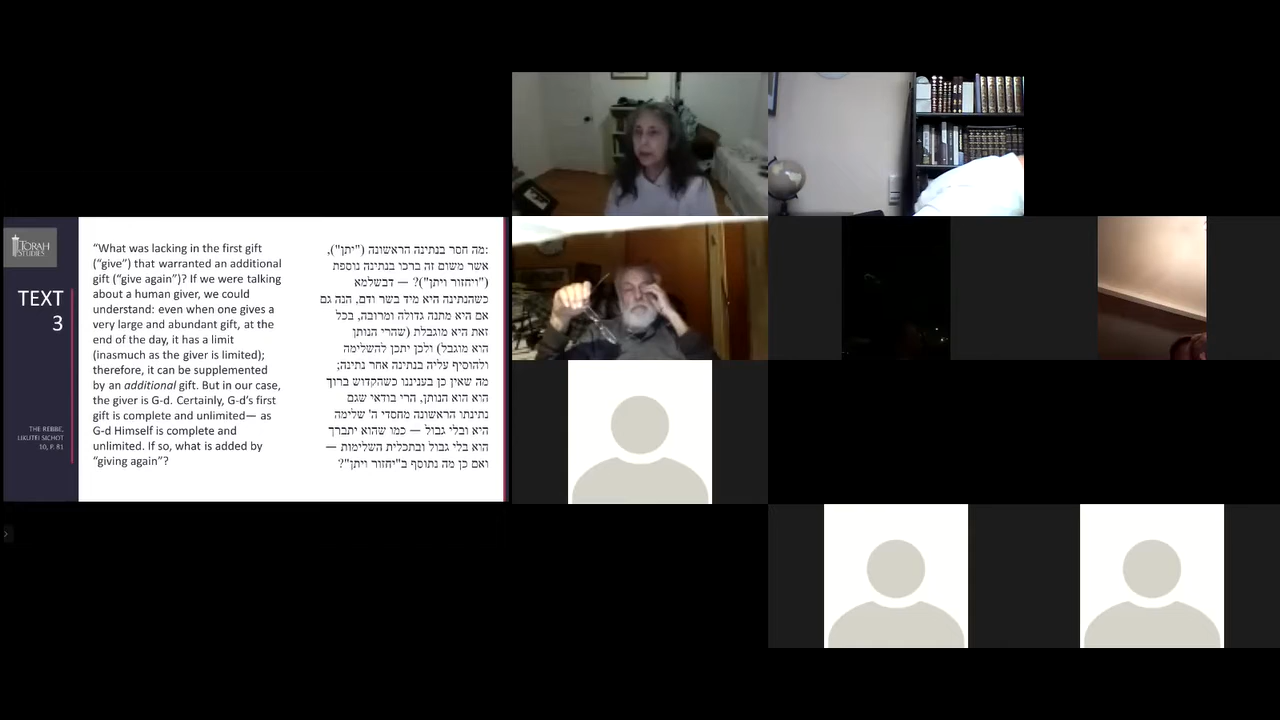 TORAH
STUDIES
TEXT
3
THE REBBE,
LIKUTEI SICHOT
10, P. 81
“What was lacking in the first gift
(“give”) that warranted an additional
gift (“give again”)? If we were talking
about a human giver, we could
understand: even when one gives a
very large and abundant gift, at the
end of the day, it has a limit
(inasmuch as the giver is limited);
therefore, it can be supplemented
by an additional gift. But in our case,
the giver is G-d. Certainly, G-d’s first
gift is complete and unlimited— as
G-d Himself is complete and
unlimited. If so, what is added by
“giving again”?
מה חסר בנתינה הראשונה ("יתן"),:
אשר משום זה ברכו בנתינה נוספת
("ויחזור ויתן")? — דבשלמא
כשהנתינה היא מיד בשר ודם, הנה גם
אם היא מתנה גדולה ומרובה, בכל
זאת היא מוגבלת (שהרי הנותן
הוא מוגבל) ולכן יתכן להשלימה
ולהוסיף עליה בנתינה אחר נתינה;
מה שאין כן בעניננו כשהקדוש ברוך
הוא הוא הנותן, הרי בודאי שגם
נתינתו הראשונה מחסדי ה' שלימה
היא ובלי גבול — כמו שהוא יתברך
הוא בלי גבול ובתכלית השלימות —
ואם כן מה נתוסף ב"יחזור ויתן"?